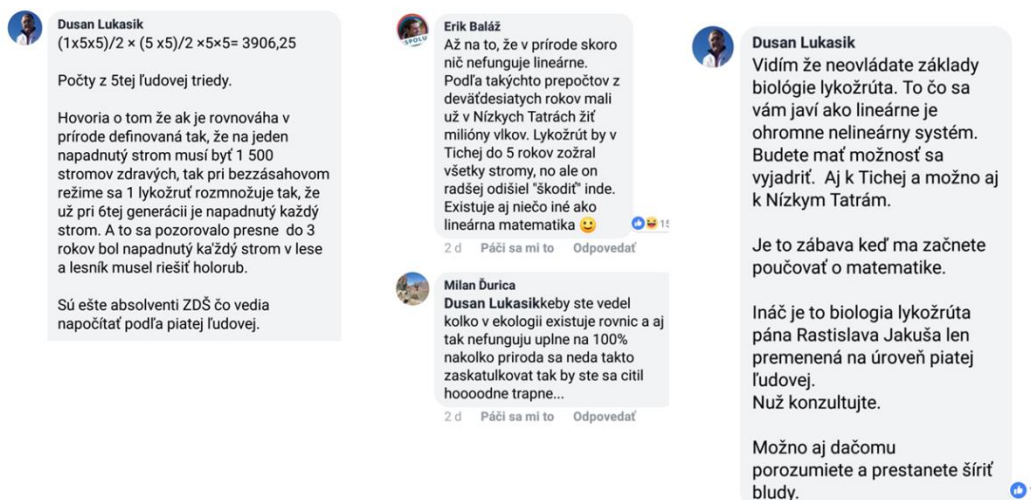 Dusan Lukasik
(1x5x5)/2 × (5 x5)/2 ×5×5= 3906,25
Počty z 5tej ľudovej triedy.
Hovoria o tom že ak je rovnováha v
prírode definovaná tak, že na jeden
napadnutý strom musí byť 1 500
stromov zdravých, tak pri bezzásahovom
režime sa 1 lykožruť rozmnožuje tak, že
už pri 6tej generácii je napadnutý každý
strom. A to sa pozorovalo presne do 3
rokov bol napadnutý ka'ždý strom v lese
a lesník musel riešiť holorub.
Sú ešte absolventi ZDŠ čo vedia
napočítať podľa piatej ľudovej.
SPOLU
Erik Baláž
Až na to, že v prírode skoro
nič nefunguje lineárne.
Podľa takýchto prepočtov z
deväťdesiatych rokov mali
už v Nízkych Tatrách žiť
milióny vlkov. Lykožrút by v
Tichej do 5 rokov zožral
všetky stromy, no ale on
radšej odišiel "škodiť" inde.
Existuje aj niečo iné ako
lineárna matematika 😉
15
2 d Páči sa mi to Odpovedať
Milan Ďurica
Dusan Lukasikkeby ste vedel
kolko v ekologii existuje rovnic a aj
tak nefunguju uplne na 100%
nakolko priroda sa neda takto
zaskatulkovat tak by ste sa citil
hoooodne trapne...
2 d Páči sa mi to Odpovedať
Dusan Lukasik
Vidím že neovládate základy
biológie lykožrúta. To čo sa
vám javí ako lineárne je
ohromne nelineárny systém.
Budete mať možnosť sa
vyjadriť. Aj k Tichej a možno aj
k Nízkym Tatrám.
Je to zábava keď ma začnete
poučovať o matematike.
Ináč je to biologia lykožrúta
pána Rastislava Jakuša len
premenená na úroveň piatej
ľudovej.
Nuž konzultujte.
Možno aj dačomu
porozumiete a prestanete šíriť
bludy.